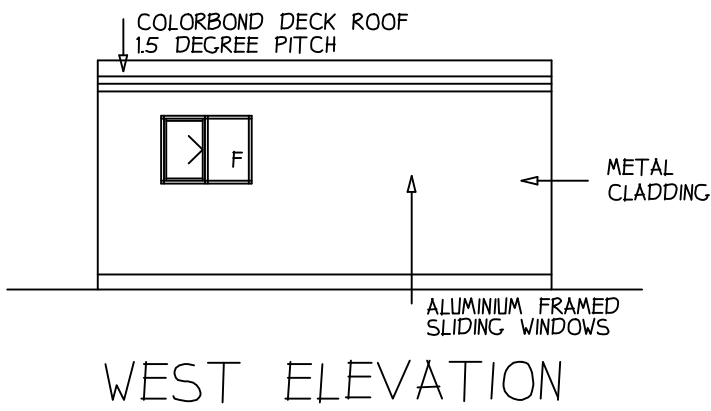 COLORBOND DECK ROOF
1.5 DEGREE PITCH
F
METAL
CLADDING
ALUMINIUM FRAMED
SLIDING WINDOWS
WEST ELEVATION